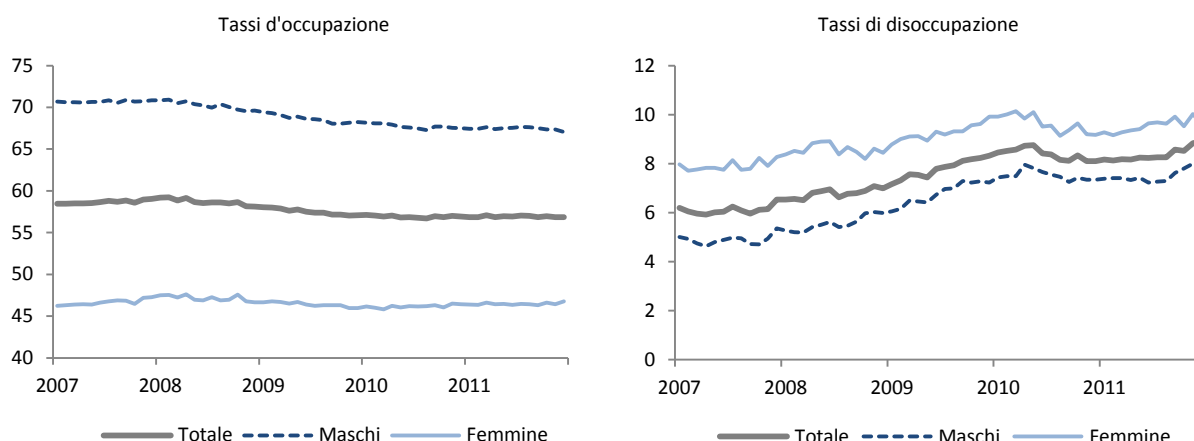 Tassi d'occupazione
75
70
65
60
55
50
45
40
2007 2008 2009 2010 2011
Totale Maschi Femmine
Tassi di disoccupazione
12
10
8
6
4
2
0
2007 2008 2009 2010 2011
Totale Maschi Femmine